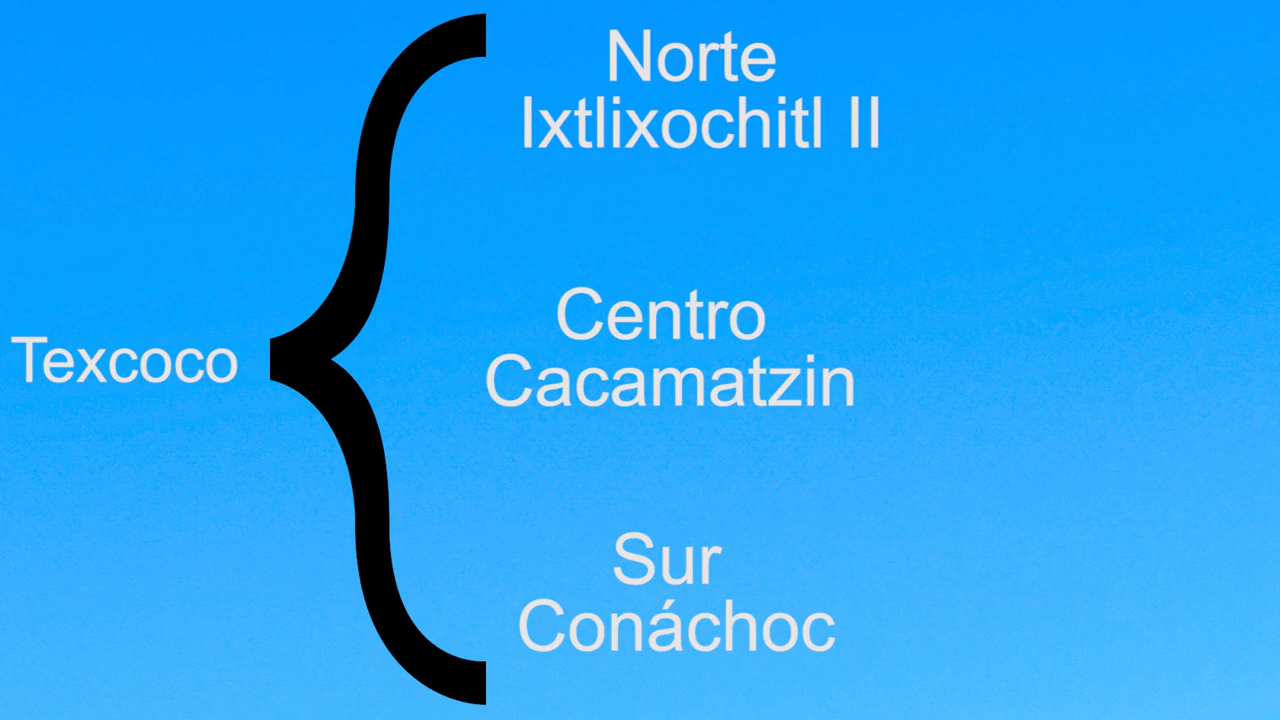 Texcoco
Norte
Ixtlixochitl II
Centro
Cacamatzin
Sur
Conáchoc